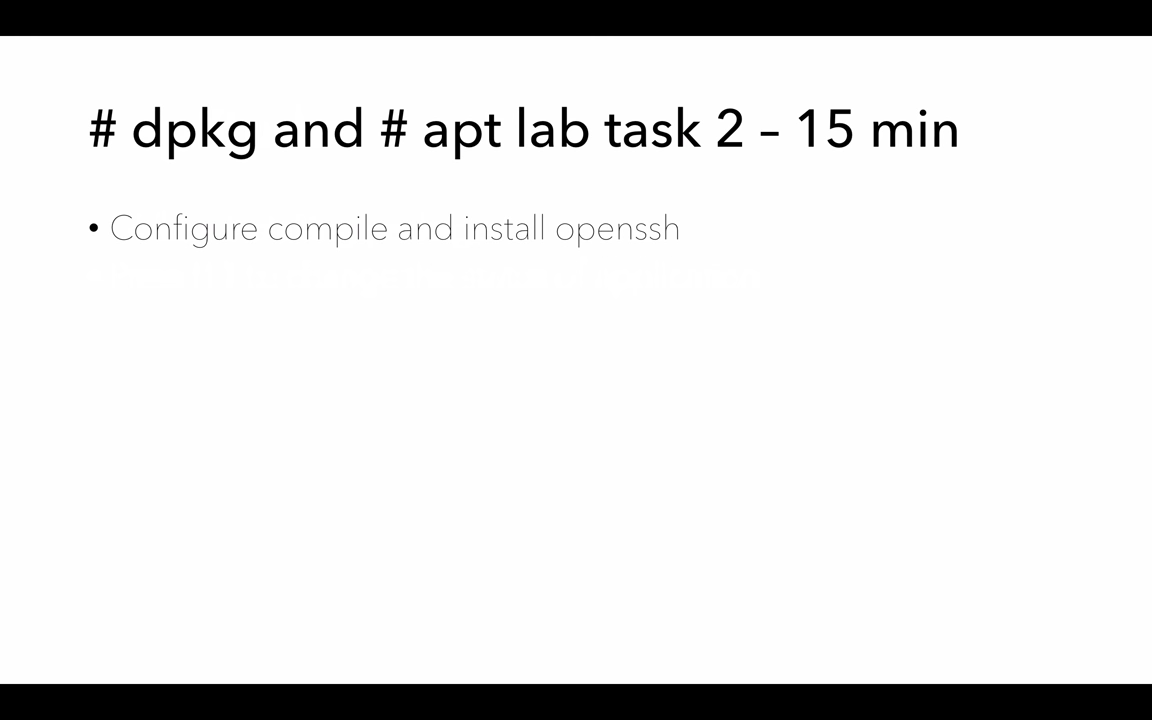 # dpkg and # apt lab task 2 – 15 min
• Configure compile and install openssh